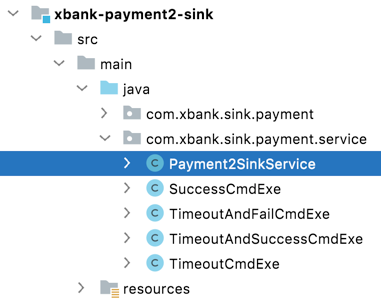 xbank-payment2-sink
src
main
java
com.xbank.sink.payment
com.xbank.sink.payment.service
Payment2SinkService
SuccessCmdExe
TimeoutAndFailCmdExe
TimeoutAndSuccessCmdExe
TimeoutCmdExe
resources